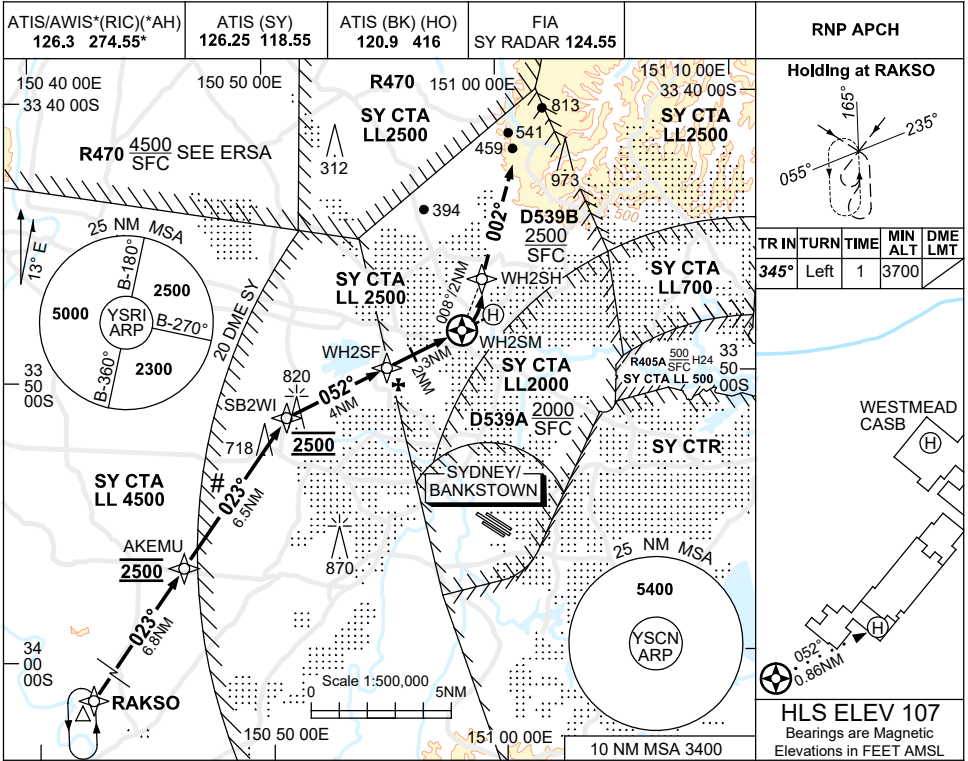 ATIS/AWIS*(RIC)(*AH)
126.3 274.55*
ATIS (SY)
126.25 118.55
ATIS (BK) (HO)
120.9 416
FIA
SY RADAR 124.55
RNP APCH
150 40 00E
33 40 00S
150 50 00E
R470
SY CTA
LL2500
312
151 00 00E
813
541
459
973
151 10 00E
33 40 00S
SY CTA
LL2500
R470 4500
SFC
SEE ERSA
394
500
002°
D539B
2500
SFC
13° E
25 NM MSA
B-180°
5000
2500
YSRI
ARP
B-270°
B-360°
2300
20 DME SY
SY CTA
LL 2500
008°/2NM
WH2SH
H
WH2SM
SY CTA
LL700
33
50
00S
WH2SF
3NM
2NM
R405A 500
SFC
H24
SY CTA LL 500
33
50
00S
820
052°
4NM
SB2WI
2500
718
SY CTA
LL2000
D539A 2000
SFC
SY CTR
SY CTA
LL 4500
#
023°
6.5NM
SYDNEY/
BANKSTOWN
AKEMU
2500
870
25 NM MSA
5400
YSCN
ARP
023°
6.8NM
34
00
00S
RAKSO
Scale 1:500,000
0
5NM
150 50 00E
151 00 00E
10 NM MSA 3400
Holding at RAKSO
165°
235°
055°
TR IN TURN TIME MIN ALT DME LMT
345° Left 1 3700
WESTMEAD
CASB
H
H
052°
0.86NM
HLS ELEV 107
Bearings are Magnetic
Elevations in FEET AMSL